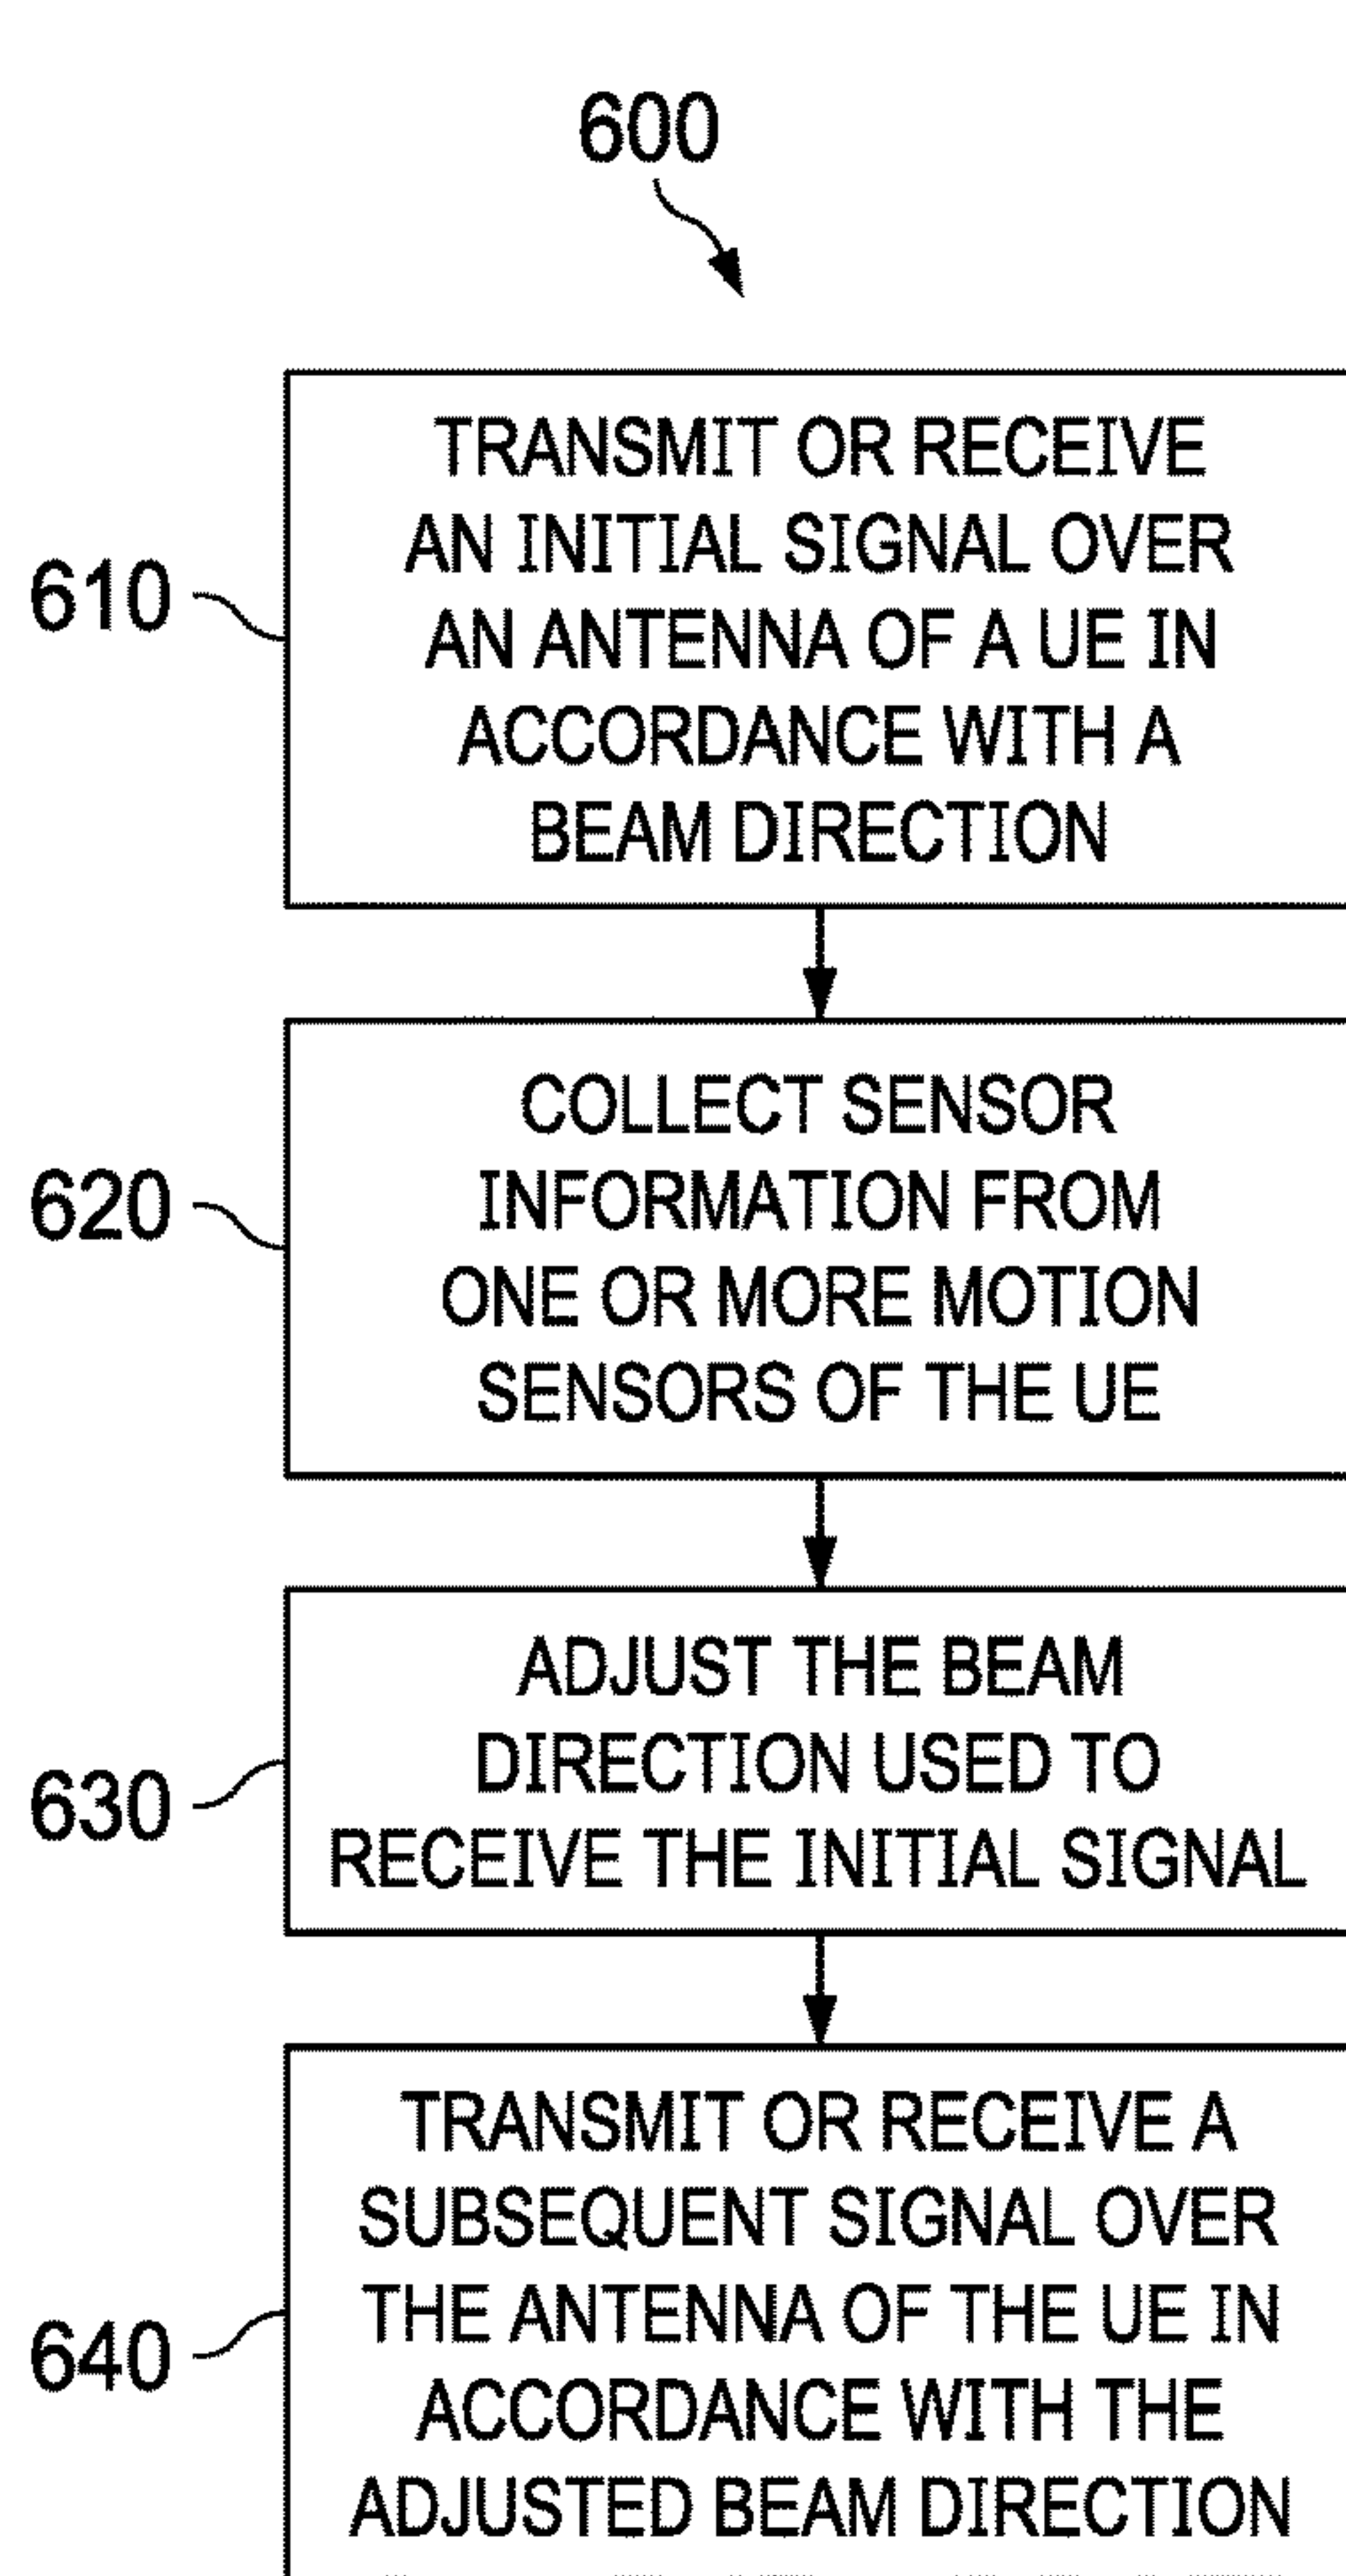 600
610
TRANSMIT OR RECEIVE
AN INITIAL SIGNAL OVER
AN ANTENNA OF A UE IN
ACCORDANCE WITH A
BEAM DIRECTION
620
COLLECT SENSOR
INFORMATION FROM
ONE OR MORE MOTION
SENSORS OF THE UE
630
ADJUST THE BEAM
DIRECTION USED TO
RECEIVE THE INITIAL SIGNAL
640
TRANSMIT OR RECEIVE A
SUBSEQUENT SIGNAL OVER
THE ANTENNA OF THE UE IN
ACCORDANCE WITH THE
ADJUSTED BEAM DIRECTION